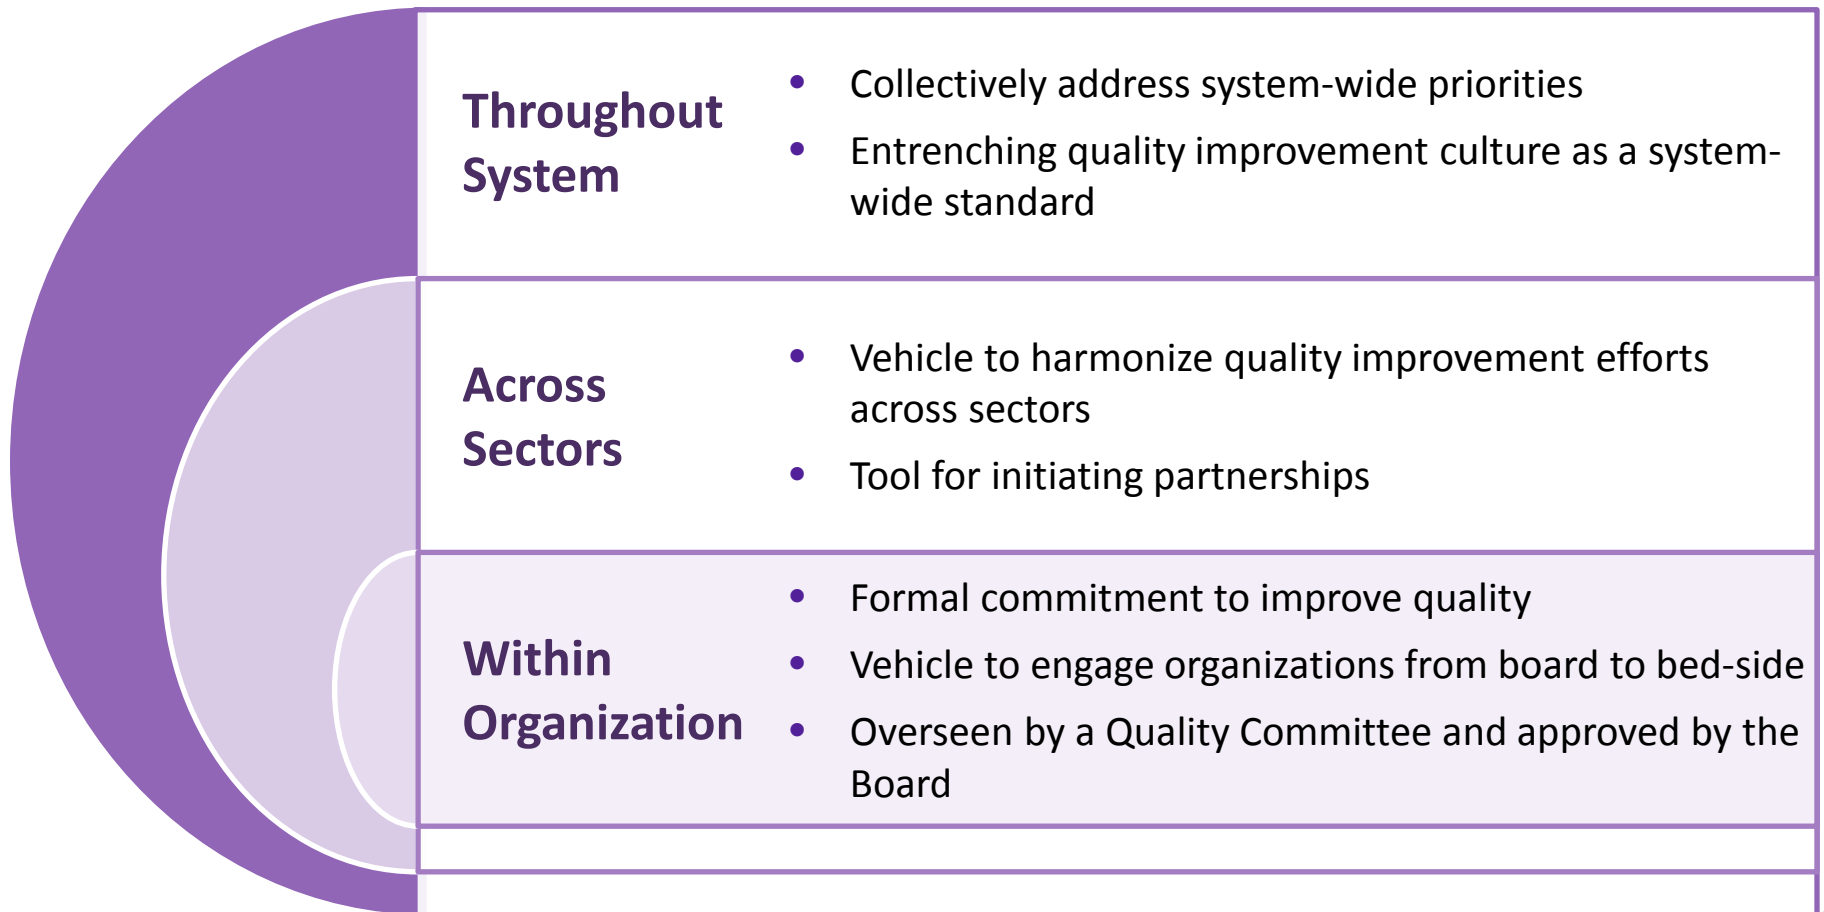 Throughout
System
• Collectively address system-wide priorities
• Entrenching quality improvement culture as a system-
wide standard
Across
Sectors
• Vehicle to harmonize quality improvement efforts
across sectors
• Tool for initiating partnerships
Within
Organization
• Formal commitment to improve quality
• Vehicle to engage organizations from board to bed-side
• Overseen by a Quality Committee and approved by the
Board